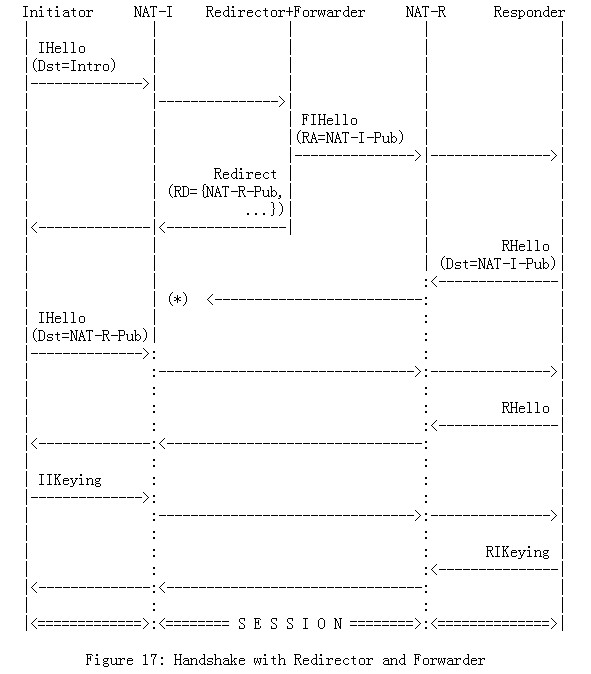 Initiator NAT-I Redirector+Forwarder NAT-R Responder
IHello
(Dst=Intro)
FIHello
(RA=NAT-I-Pub)
Redirect
(RD={NAT-R-Pub,
...})
RHello
(Dst=NAT-I-Pub)
(*)
IHello
(Dst=NAT-R-Pub)
RHello
IIKeying
RIKeying
S E S S I O N
Figure 17: Handshake with Redirector and Forwarder